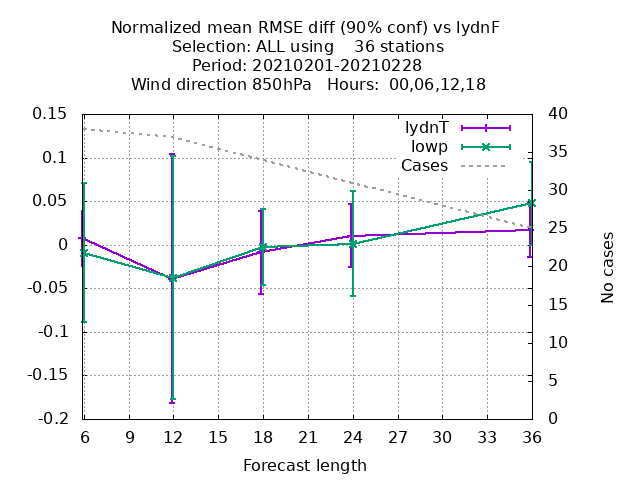 Normalized mean RMSE diff (90% conf) vs lydnF
Selection: ALL using    36 stations
Period: 20210201-20210228
Wind direction 850hPa   Hours:  00,06,12,18
0.15
0.1
0.05
0
-0.05
-0.1
-0.15
-0.2
lydnT
lowp
Cases
40
35
30
25
20
15
10
5
0
No cases
6 9 12 15 18 21 24 27 30 33 36
Forecast length